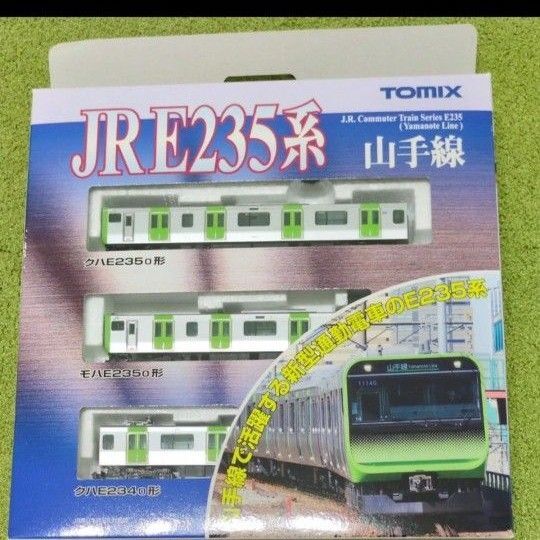 TOMIX
JR E235系
J.R. Commuter Train Series E235
(Yamanote Line)
山手線
クハE235 0形
モハE235 0形
クハE234 0形
山手線で活躍する新型通勤電車のE235系
山手線 Yamanote Line